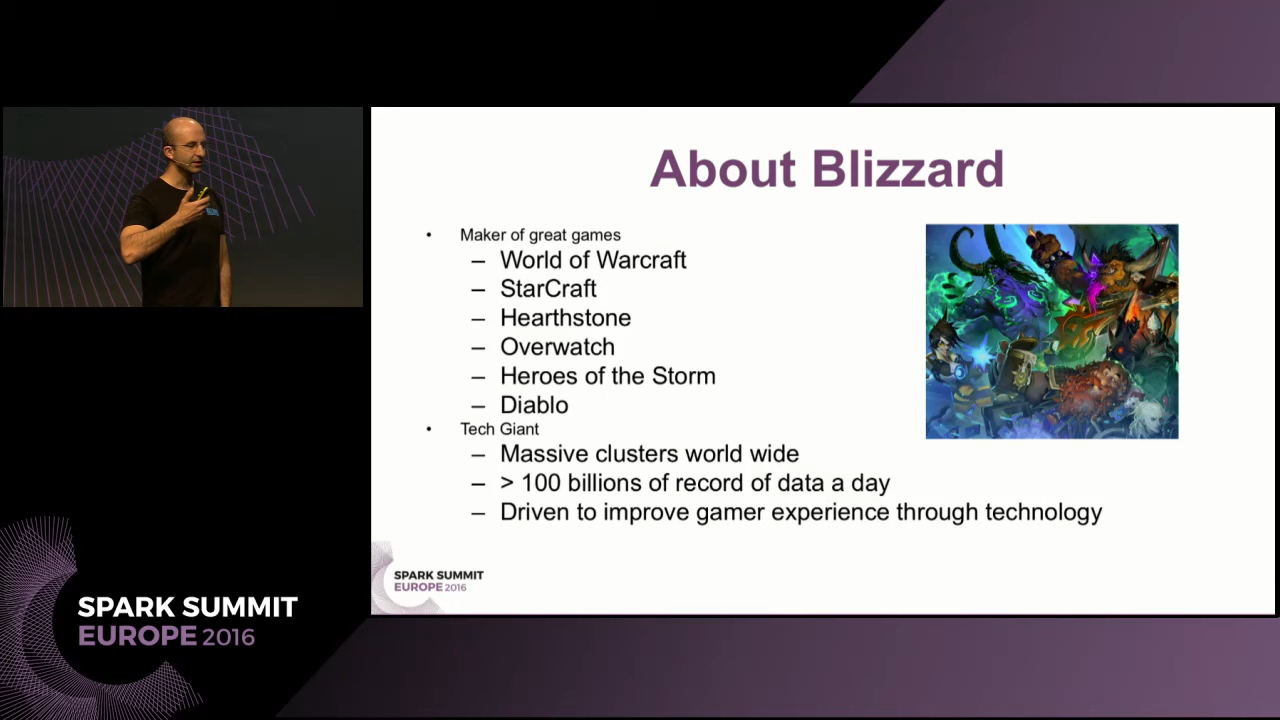 About Blizzard
• Maker of great games
– World of Warcraft
– StarCraft
– Hearthstone
– Overwatch
– Heroes of the Storm
– Diablo
• Tech Giant
– Massive clusters world wide
– > 100 billions of record of data a day
– Driven to improve gamer experience through technology
SPARK SUMMIT
EUROPE 2016
SPARK SUMMIT
EUROPE 2016